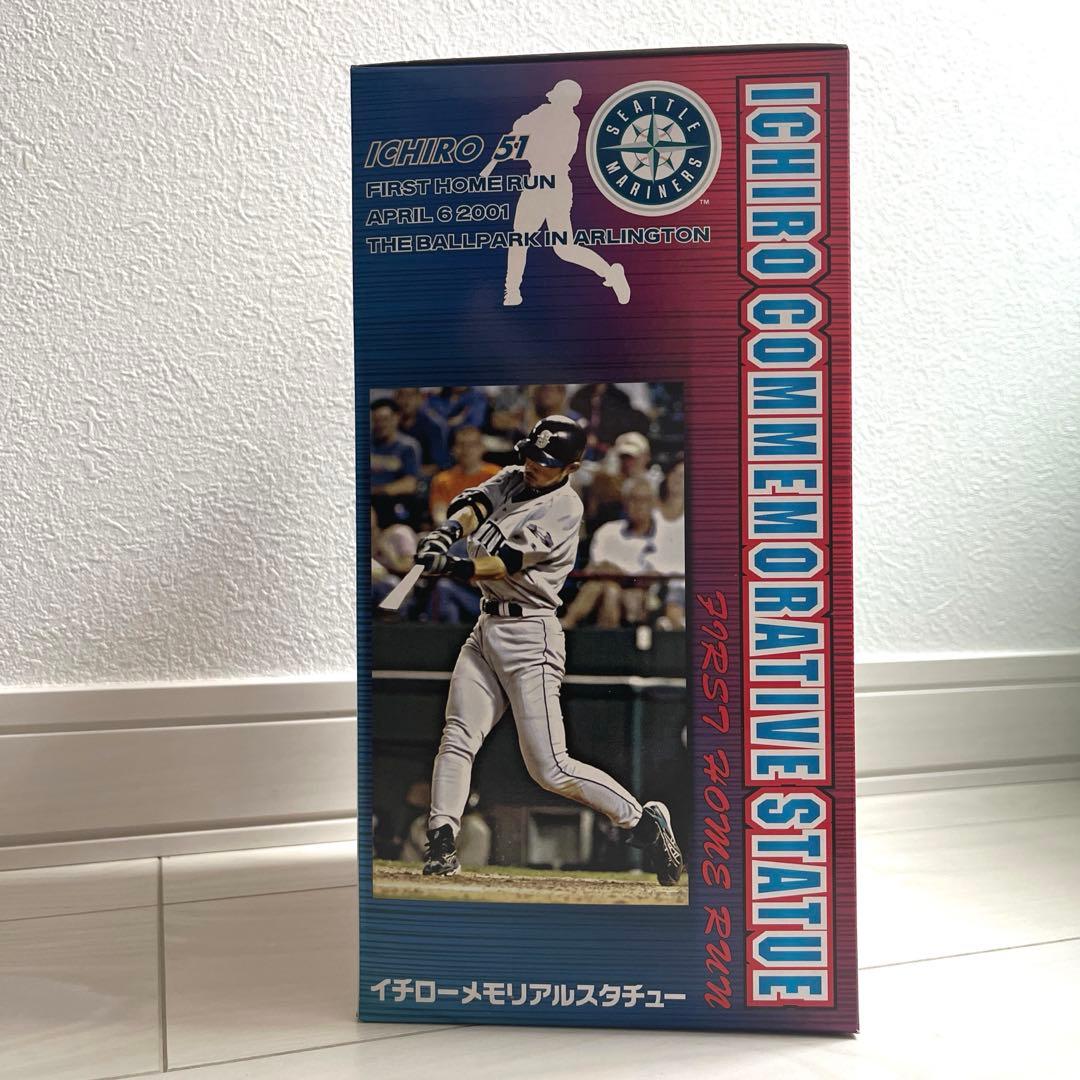 ICHIRO 51
FIRST HOME RUN
APRIL 6 2001
THE BALLPARK IN ARLINGTON
SEATTLE
MARINERS
™
ICHIRO COMMEMORATIVE STATUE
FIRST HOME RUN
イチローメモリアルスタチュー